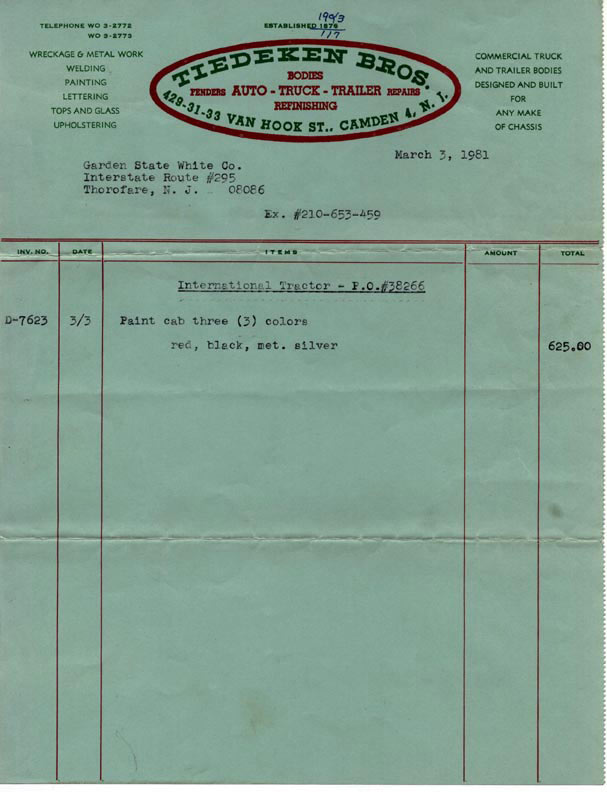 TELEPHONE WO 3-2772
WO 3-2773
WRECKAGE & METAL WORK
WELDING
PAINTING
LETTERING
TOPS AND GLASS
UPHOLSTERING
ESTABLISHED 1876
117
TIEDEKEN BROS.
BODIES
FENDERS AUTO - TRUCK - TRAILER REPAIRS
REFINISHING
429-31-33 VAN HOOK ST., CAMDEN 4, N. J.
COMMERCIAL TRUCK
AND TRAILER BODIES
DESIGNED AND BUILT
FOR
ANY MAKE
OF CHASSIS
March 3, 1981
Garden State White Co.
Interstate Route #295
Thorofare, N. J. 08086
Ex. #210-653-459
INV. NO. DATE ITEMS AMOUNT TOTAL
International Tractor - P.O.#38266
D-7623 3/3 Paint cab three (3) colors
red, black, met. silver 625.00